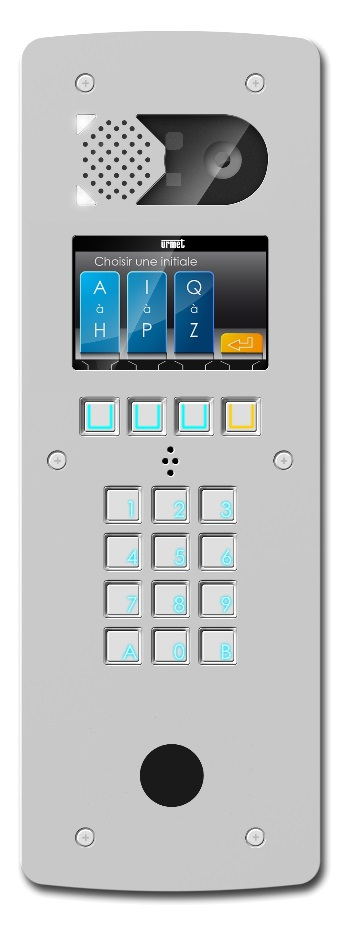 urmet
Choisir une initiale
A I Q
à à à
H P Z
1 2 3
4 5 6
7 8 9
A 0 B